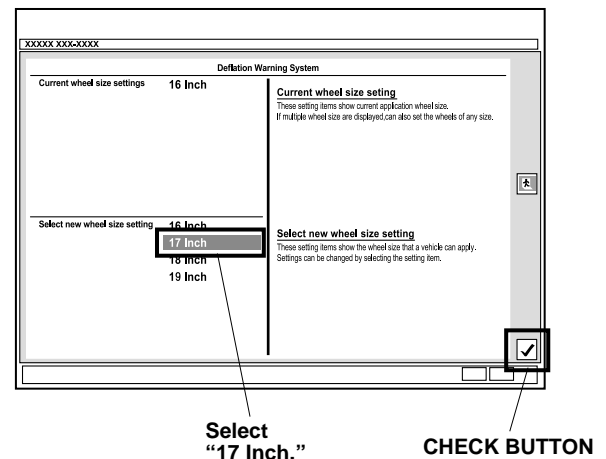 XXXXX XXX-XXXX
Deflation Warning System
Current wheel size settings
16 Inch
Current wheel size seting
These setting items show current application wheel size.
If multiple wheel size are displayed,can also set the wheels of any size.
Select new wheel size setting
16 Inch
17 Inch
18 Inch
19 Inch
Select new wheel size setting
These setting items show the wheel size that a vehicle can apply.
Settings can be changed by selecting the setting item.
Select
“17 Inch.”
CHECK BUTTON